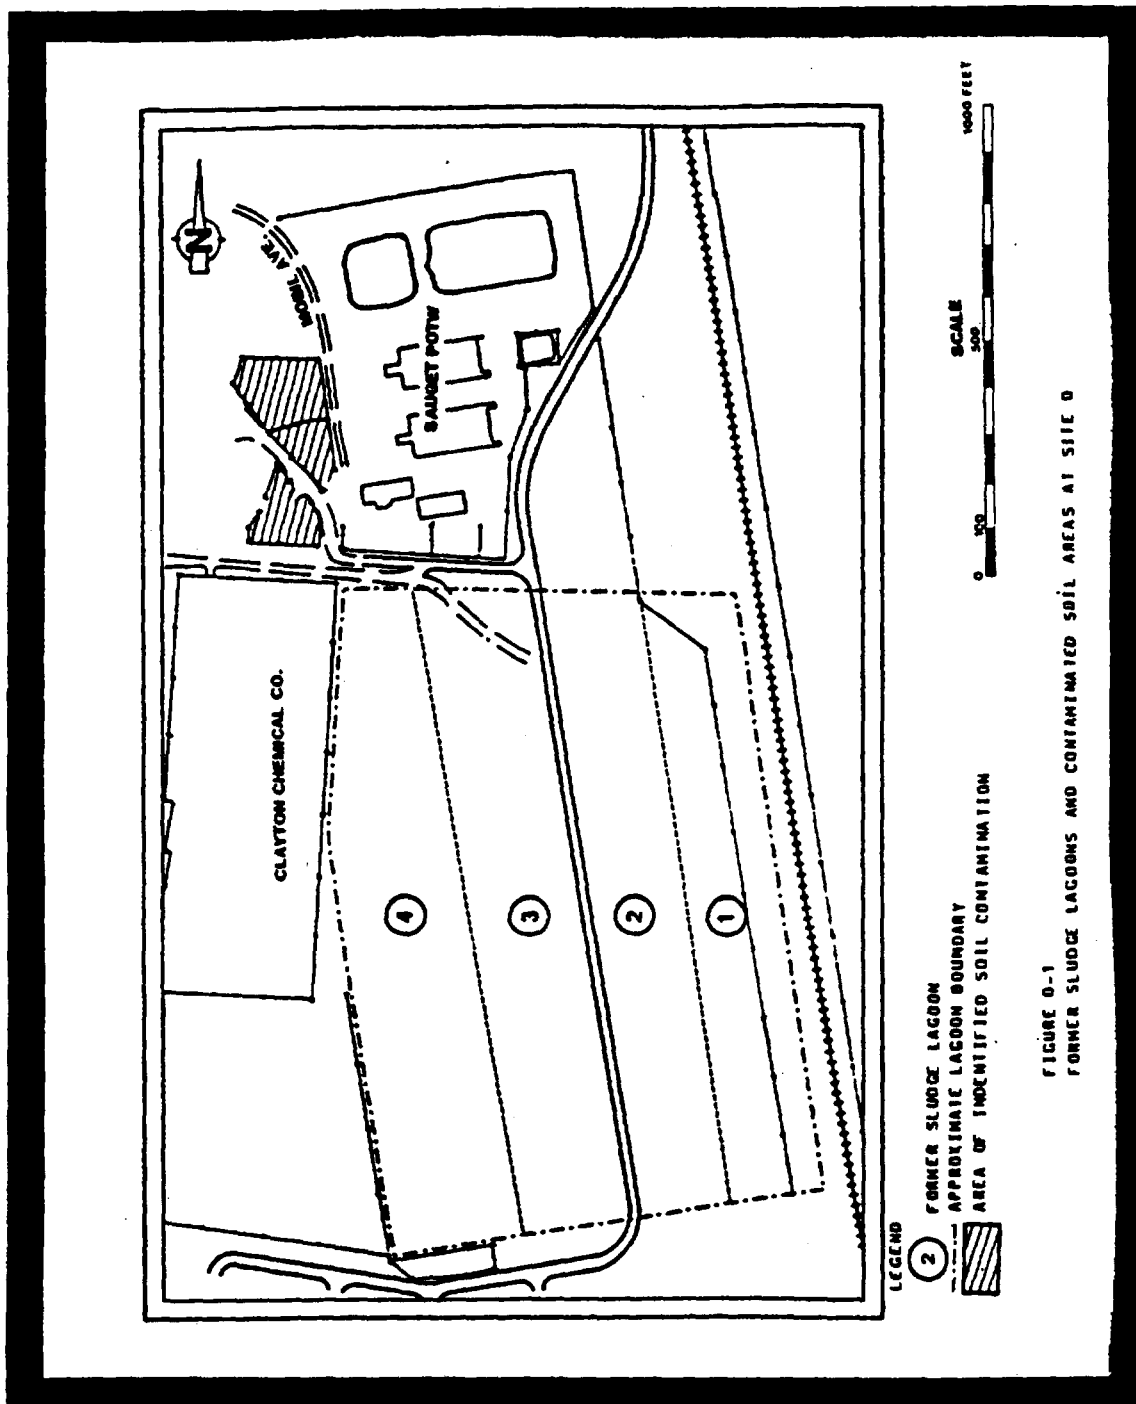 N
MOBIL AVE.
SAUGET POTW
CLAYTON CHEMICAL CO.
4
3
2
1
LEGEND
2 FORMER SLUDGE LAGOON
APPROXIMATE LAGOON BOUNDARY
AREA OF INDENTIFIED SOIL CONTAMINATION
SCALE
0 100 500 1000 FEET
FIGURE O-1
FORMER SLUDGE LAGOONS AND CONTAMINATED SOIL AREAS AT SITE O